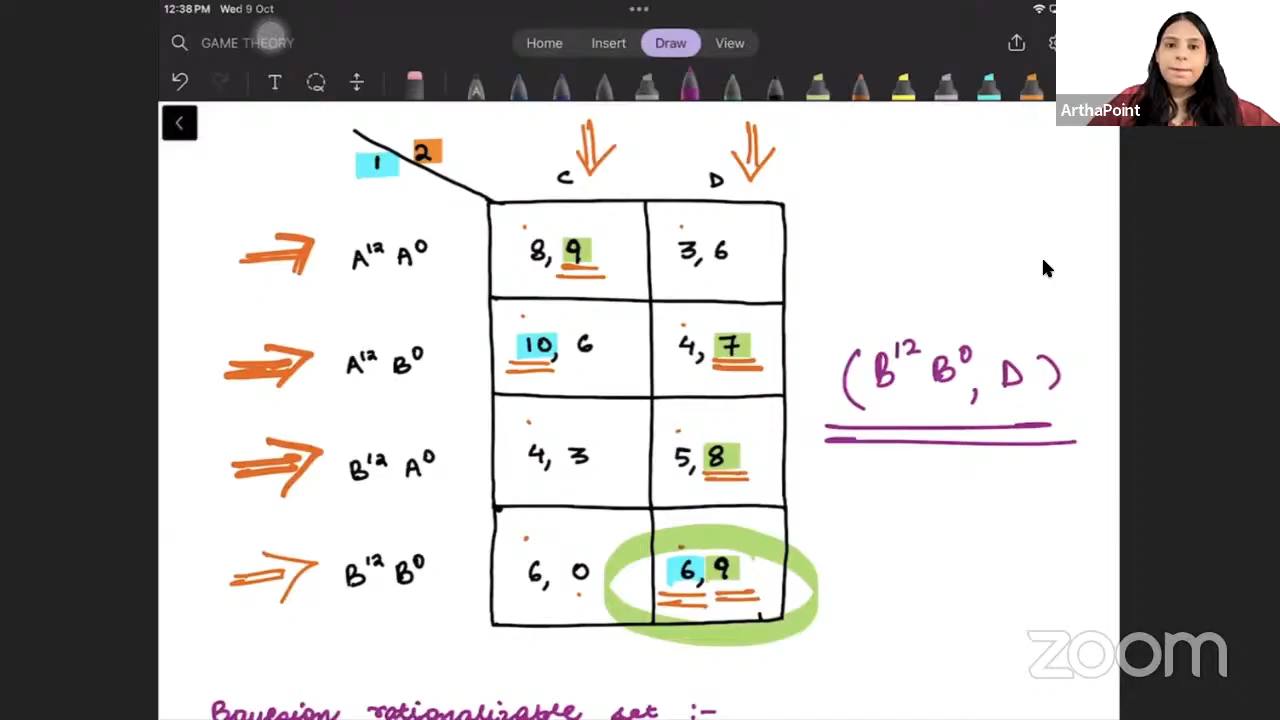 12:38 PM Wed 9 Oct
GAME THEORY
Home Insert Draw View
T
A
ArthaPoint
1 2
C D
A¹² A⁰ 8, 9 3, 6
A¹² B⁰ 10, 6 4, 7
(B¹² B⁰, D)
B¹² A⁰ 4, 3 5, 8
B¹² B⁰ 6, 0 6, 9
zoom
Bayesian rationalizable set :-